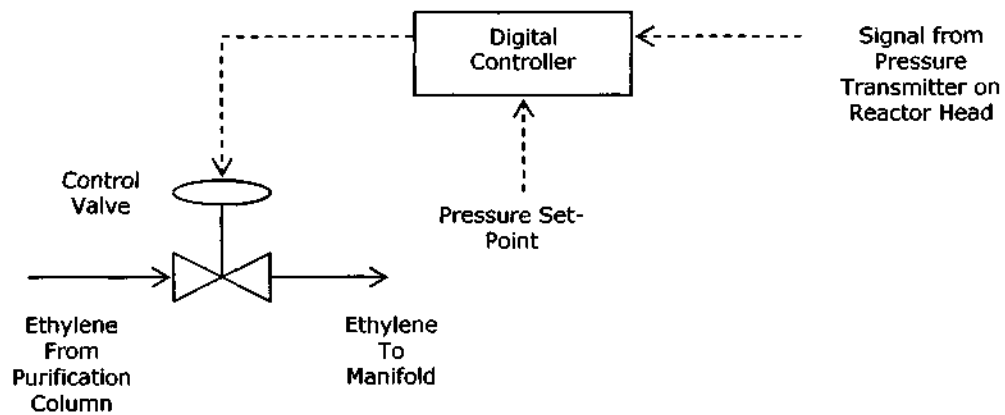 Digital
Controller
Signal from
Pressure
Transmitter on
Reactor Head
Control
Valve
Pressure Set-
Point
Ethylene
From
Purification
Column
Ethylene
To
Manifold